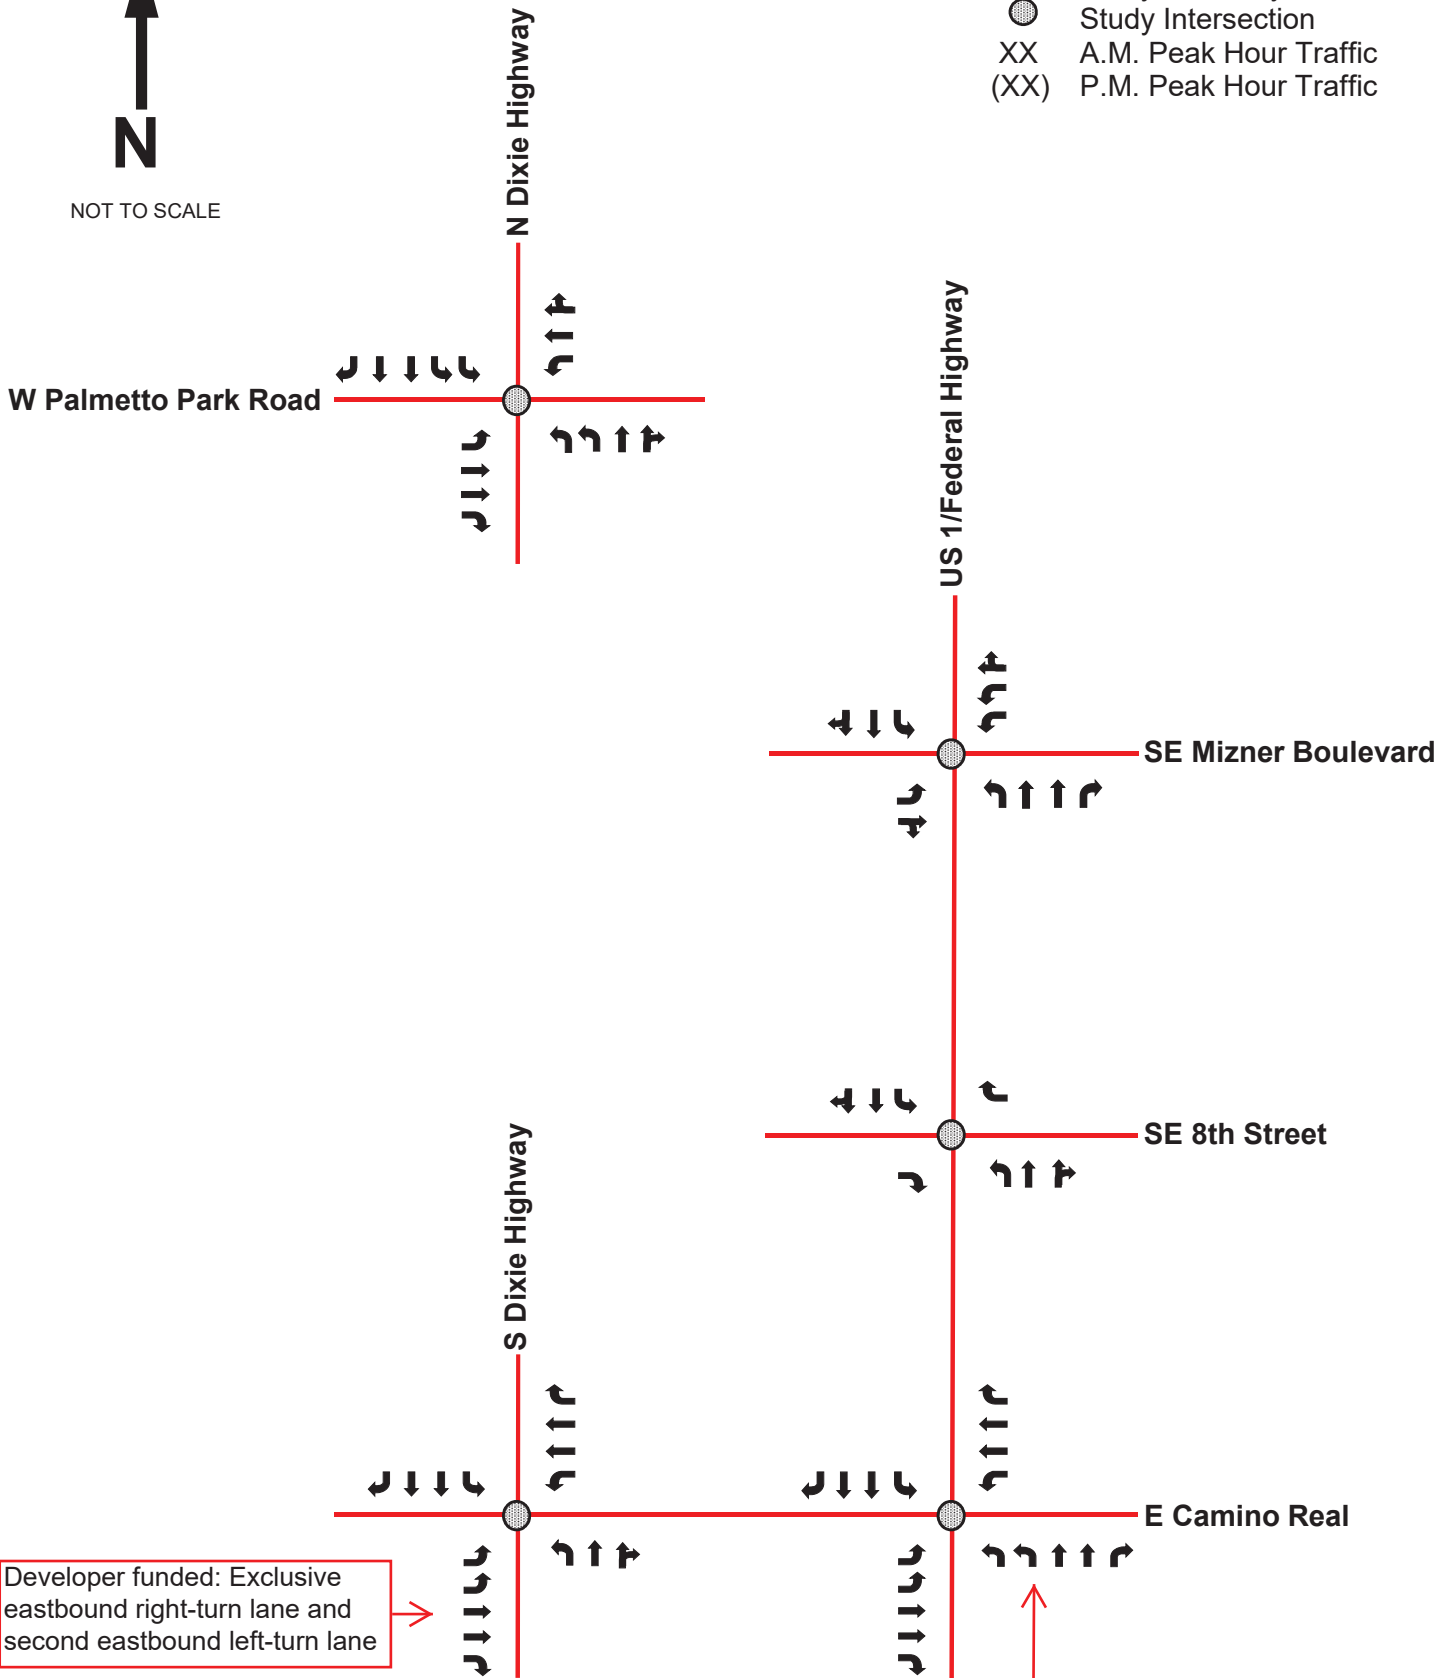 Study Intersection
XX A.M. Peak Hour Traffic
(XX) P.M. Peak Hour Traffic
N
NOT TO SCALE
N Dixie Highway
W Palmetto Park Road
US 1/Federal Highway
SE Mizner Boulevard
SE 8th Street
S Dixie Highway
E Camino Real
Developer funded: Exclusive
eastbound right-turn lane and
second eastbound left-turn lane